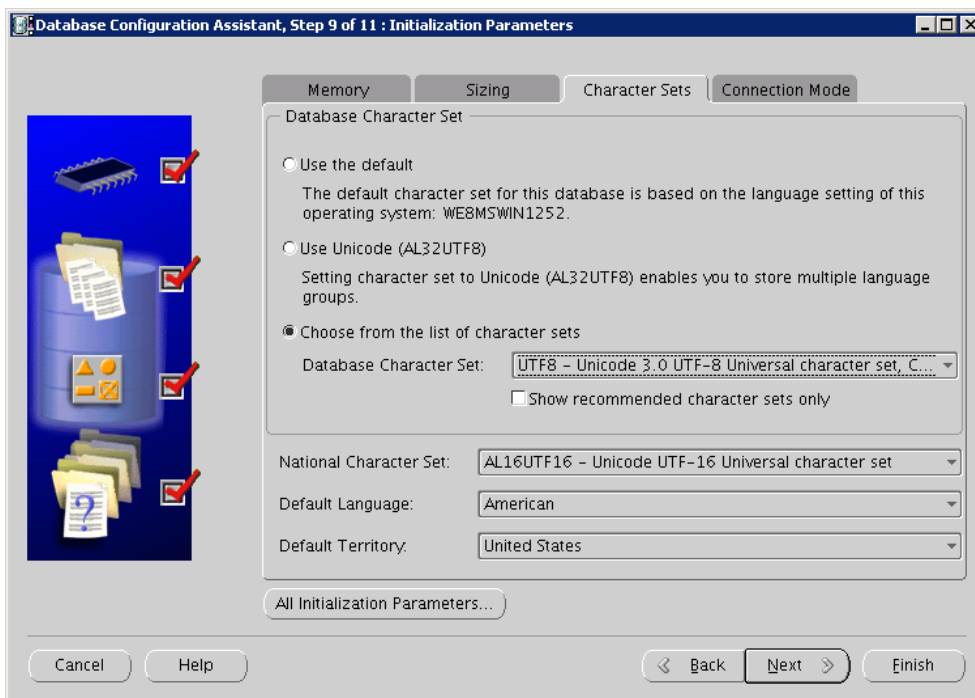 Database Configuration Assistant, Step 9 of 11 : Initialization Parameters
Memory
Sizing
Character Sets
Connection Mode
Database Character Set
Use the default
The default character set for this database is based on the language setting of this
operating system: WE8MSWIN1252.
Use Unicode (AL32UTF8)
Setting character set to Unicode (AL32UTF8) enables you to store multiple language
groups.
Choose from the list of character sets
Database Character Set:
UTF8 – Unicode 3.0 UTF-8 Universal character set, C...
Show recommended character sets only
National Character Set:
AL16UTF16 – Unicode UTF-16 Universal character set
Default Language:
American
Default Territory:
United States
All Initialization Parameters...
?
Cancel
Help
Back
Next
Finish